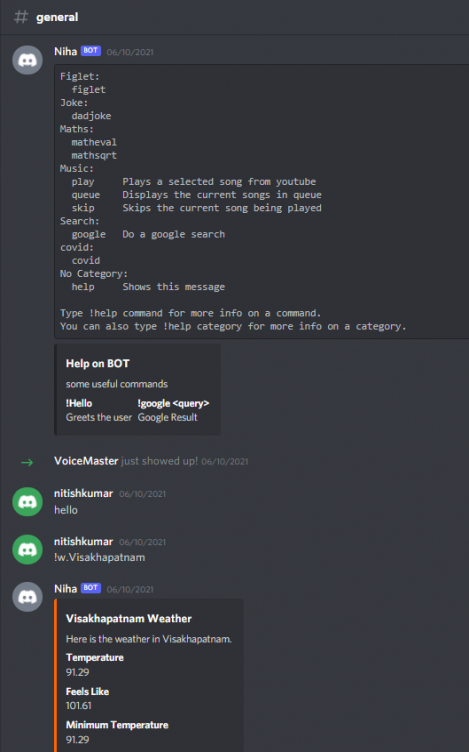 # general
Niha BOT 06/10/2021
Figlet:
figlet
Joke:
dadjoke
Maths:
matheval
mathsqrt
Music:
play Plays a selected song from youtube
queue Displays the current songs in queue
skip Skips the current song being played
Search:
google Do a google search
covid:
covid
No Category:
help Shows this message
Type !help command for more info on a command.
You can also type !help category for more info on a category.
Help on BOT
some useful commands
!Hello !google <query>
Greets the user Google Result
VoiceMaster just showed up! 06/10/2021
nitishkumar 06/10/2021
hello
nitishkumar 06/10/2021
!w.Visakhapatnam
Niha BOT 06/10/2021
Visakhapatnam Weather
Here is the weather in Visakhapatnam.
Temperature
91.29
Feels Like
101.61
Minimum Temperature
91.29